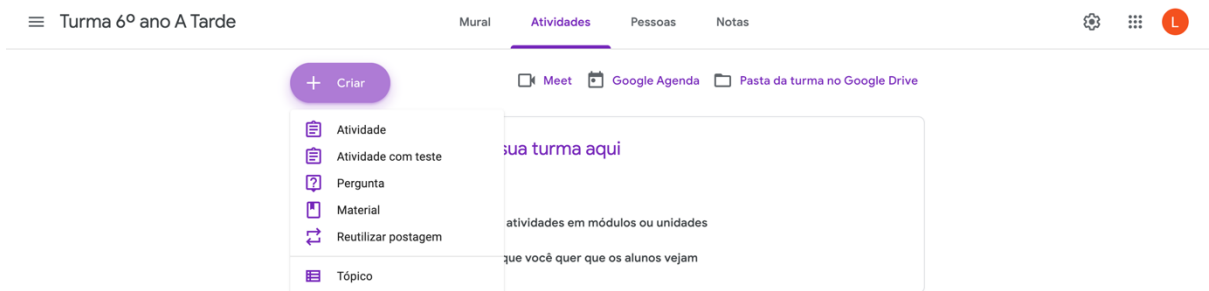 Turma 6º ano A Tarde
Mural Atividades Pessoas Notas
L
Criar
Meet Google Agenda Pasta da turma no Google Drive
Atividade
sua turma aqui
Atividade com teste
Pergunta
Material
atividades em módulos ou unidades
Reutilizar postagem
que você quer que os alunos vejam
Tópico